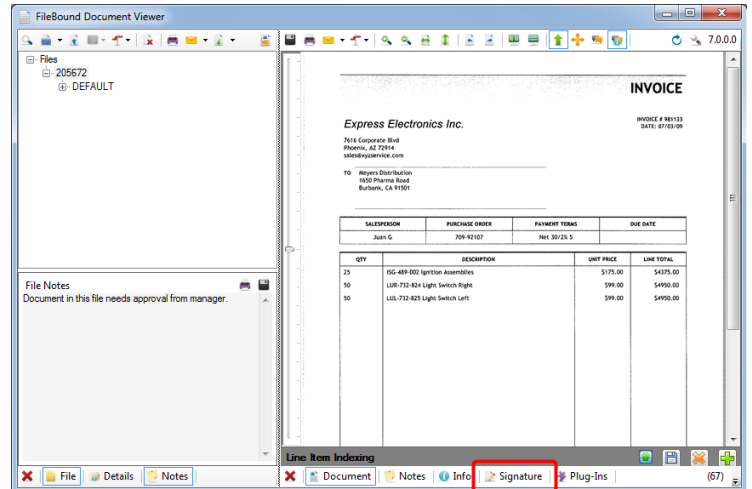 FileBound Document Viewer
7.0.0.0
Files
205672
DEFAULT
INVOICE
Express Electronics Inc.
INVOICE # 981133
DATE: 07/03/09
7616 Corporate Blvd
Phoenix, AZ 72914
sales@xyzservice.com
TO Meyers Distribution
1650 Pharma Road
Burbank, CA 91501
SALESPERSON PURCHASE ORDER PAYMENT TERMS DUE DATE
Juan G 709-92107 Net 30/2% 5
QTY DESCRIPTION UNIT PRICE LINE TOTAL
25 ISG-489-002 Ignition Assemblies $175.00 $4375.00
50 LUR-732-824 Light Switch Right $99.00 $4950.00
50 LUL-732-825 Light Switch Left $99.00 $4950.00
File Notes
Document in this file needs approval from manager.
Line Item Indexing
File Details Notes
Document Notes Info Signature Plug-Ins (67)